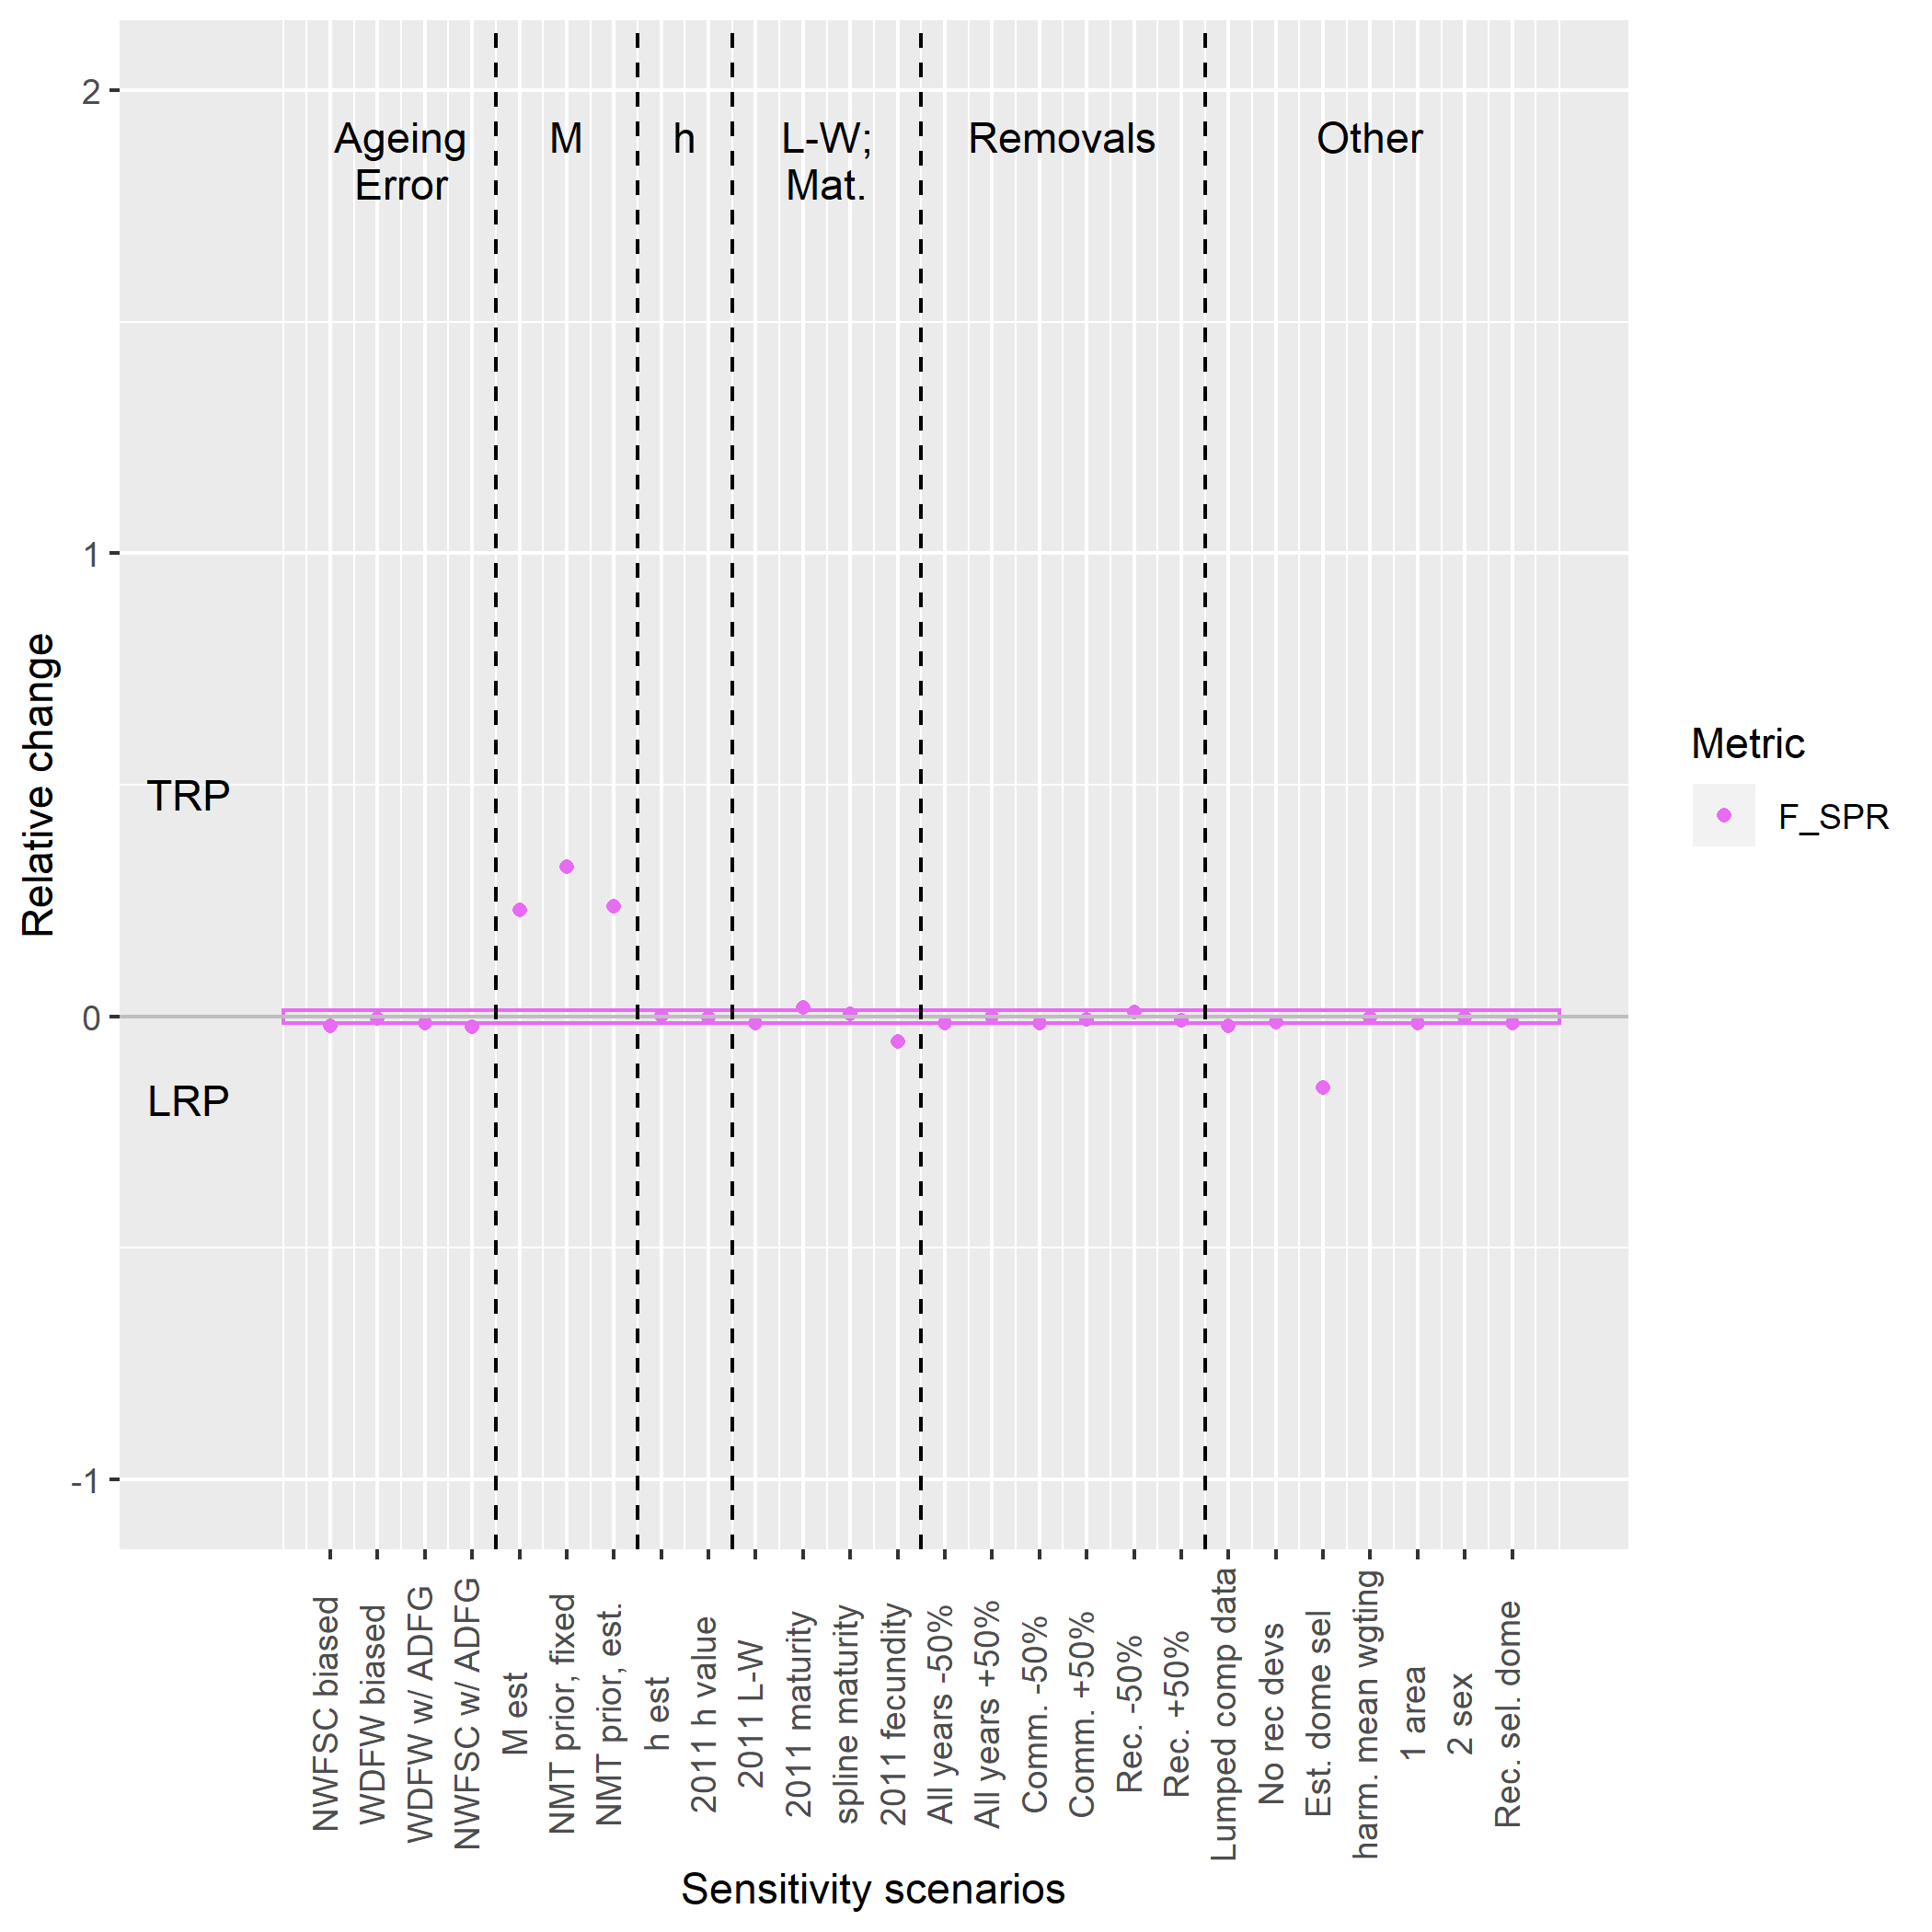 2
1
0
-1
Relative change
Ageing
Error
M
h
L-W;
Mat.
Removals
Other
TRP
LRP
Metric
F_SPR
NWFSC biased
WDFW biased
WDFW w/ ADFG
NWFSC w/ ADFG
M est
NMT prior, fixed
NMT prior, est.
h est
2011 h value
2011 L-W
2011 maturity
spline maturity
2011 fecundity
All years -50%
All years +50%
Comm. -50%
Comm. +50%
Rec. -50%
Rec. +50%
Lumped comp data
No rec devs
Est. dome sel
harm. mean wgting
1 area
2 sex
Rec. sel. dome
Sensitivity scenarios